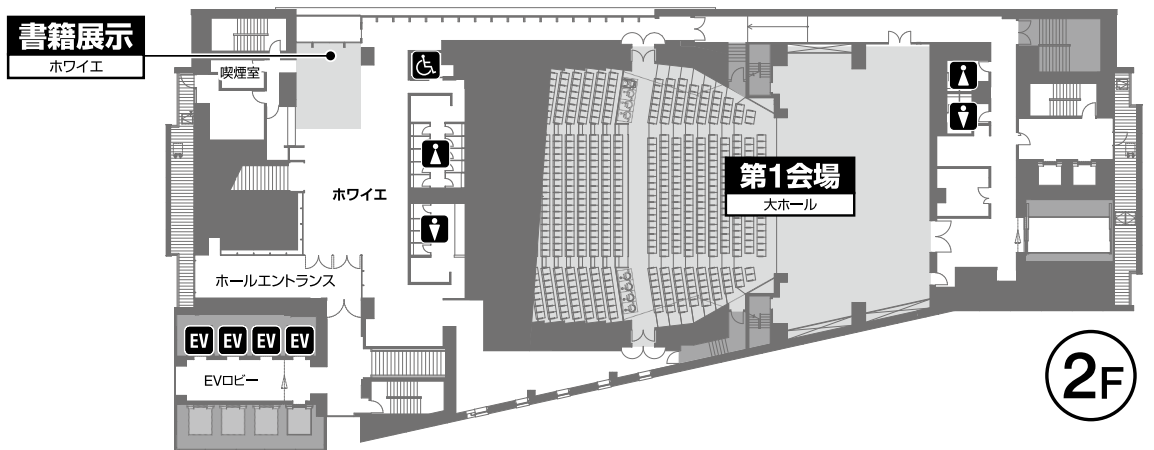 書籍展示
ホワイエ
喫煙室
ホワイエ
第1会場
大ホール
ホールエントランス
EV EV EV EV
EVロビー
2F